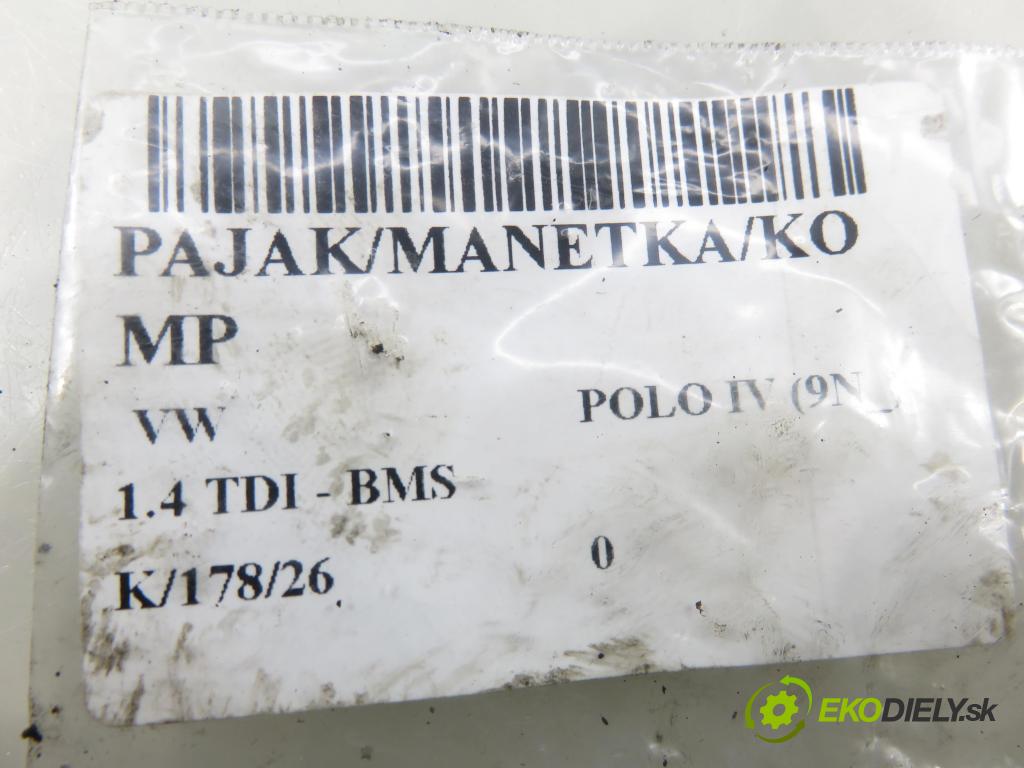 PAJAK/MANETKA/KO
MP
VW POLO IV (9N_)
1.4 TDI - BMS
K/178/26 0
EKODIELY.sk